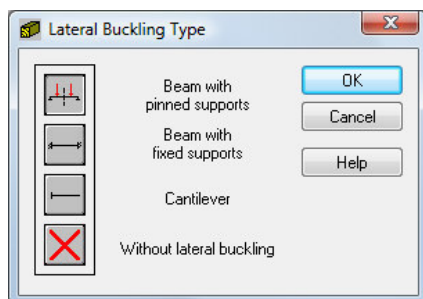 Lateral Buckling Type
Beam with
pinned supports
Beam with
fixed supports
Cantilever
Without lateral buckling
OK
Cancel
Help